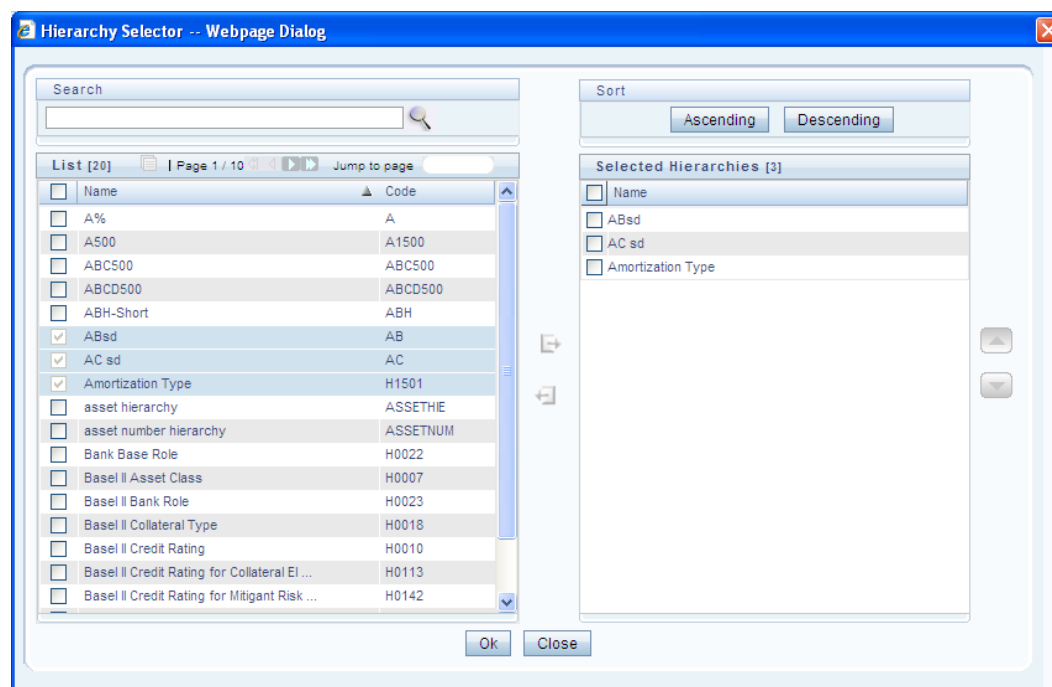 Hierarchy Selector -- Webpage Dialog
Search
Sort
Ascending Descending
List [20] | Page 1 / 10 Jump to page
Selected Hierarchies [3]
Name Code
Name
A% A
ABsd
A500 A1500
AC sd
ABC500 ABC500
Amortization Type
ABCD500 ABCD500
ABH-Short ABH
ABsd AB
AC sd AC
Amortization Type H1501
asset hierarchy ASSETHIE
asset number hierarchy ASSETNUM
Bank Base Role H0022
Basel II Asset Class H0007
Basel II Bank Role H0023
Basel II Collateral Type H0018
Basel II Credit Rating H0010
Basel II Credit Rating for Collateral El ... H0113
Basel II Credit Rating for Mitigant Risk ... H0142
Ok Close